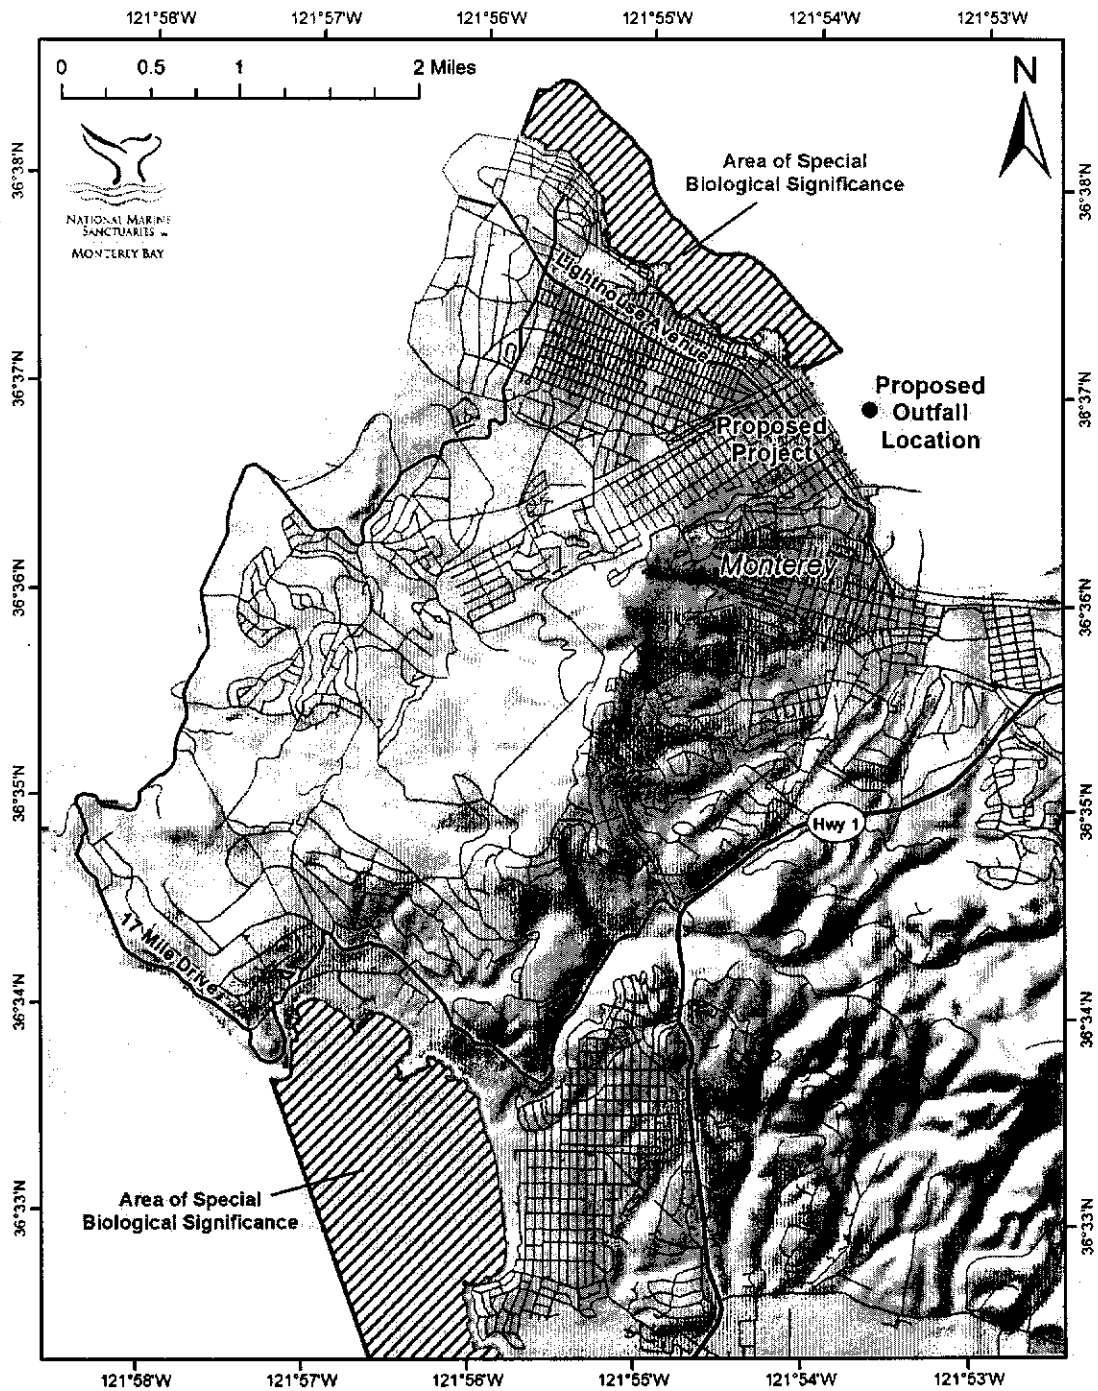 121°58'W
121°57'W
121°56'W
121°55'W
121°54'W
121°53'W
0
0.5
1
2 Miles
N
36°38'N
36°38'N
NATIONAL MARINE
SANCTUARIES
MONTEREY BAY
Area of Special
Biological Significance
Lighthouse Avenue
36°37'N
36°37'N
Proposed
Outfall
Location
Proposed
Project
Monterey
36°36'N
36°36'N
36°35'N
36°35'N
Hwy 1
17 Mile Drive
36°34'N
36°34'N
Area of Special
Biological Significance
36°33'N
36°33'N
121°58'W
121°57'W
121°56'W
121°55'W
121°54'W
121°53'W